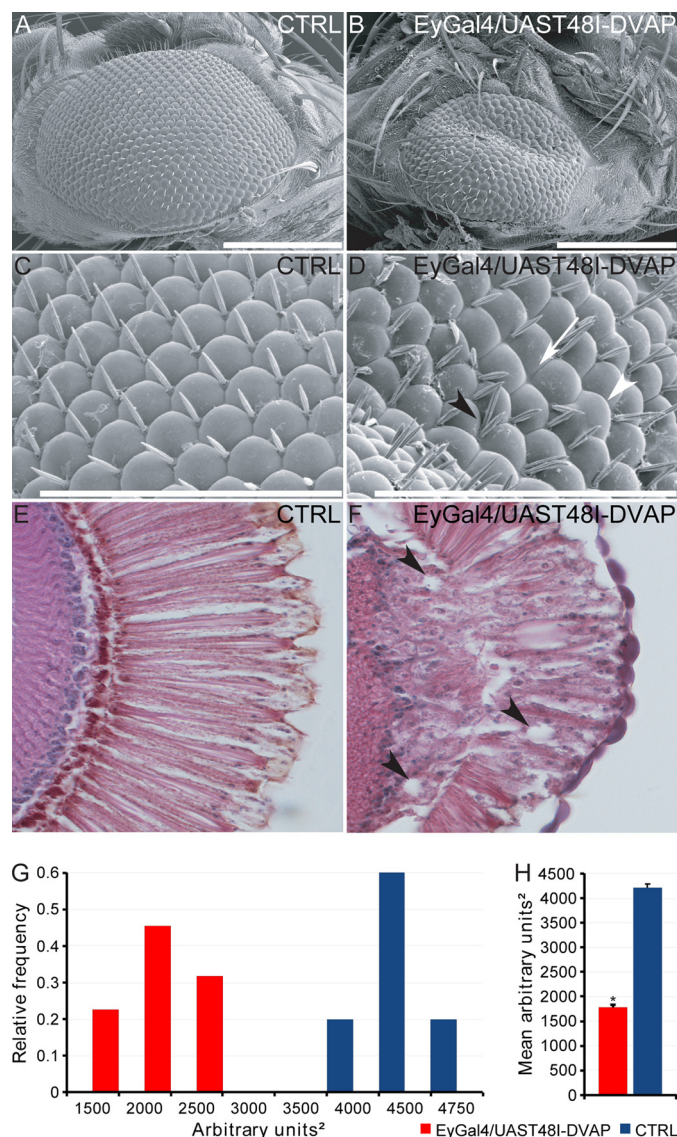 A CTRL
B EyGal4/UAST48I-DVAP
C CTRL
D EyGal4/UAST48I-DVAP
E CTRL
F EyGal4/UAST48I-DVAP
G
Relative frequency
0.6
0.5
0.4
0.3
0.2
0.1
0
1500 2000 2500 3000 3500 4000 4500 4750
Arbitrary units²
H
Mean arbitrary units²
4500
4000
3500
3000
2500
2000
1500
1000
500
0
*
EyGal4/UAST48I-DVAP CTRL